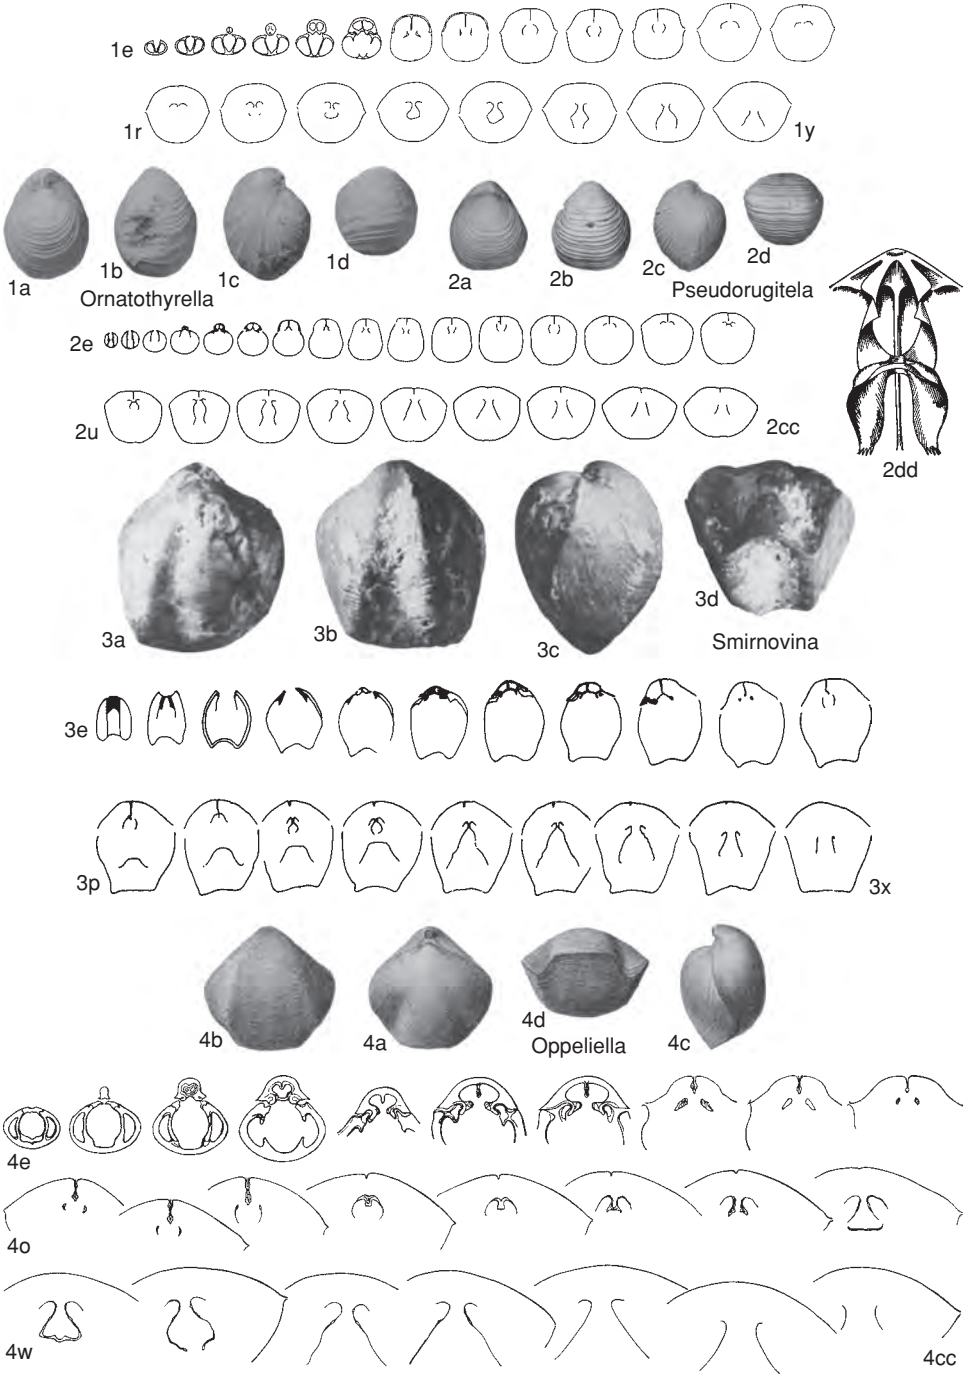 1e
1r 1y
1a 1b 1c 1d 2a 2b 2c 2d
Ornatothyrella Pseudorugitela
2e
2u 2cc
2dd
3a 3b 3c 3d
Smirnovina
3e
3p 3x
4b 4a 4d 4c
Oppeliella
4e
4o
4w 4cc